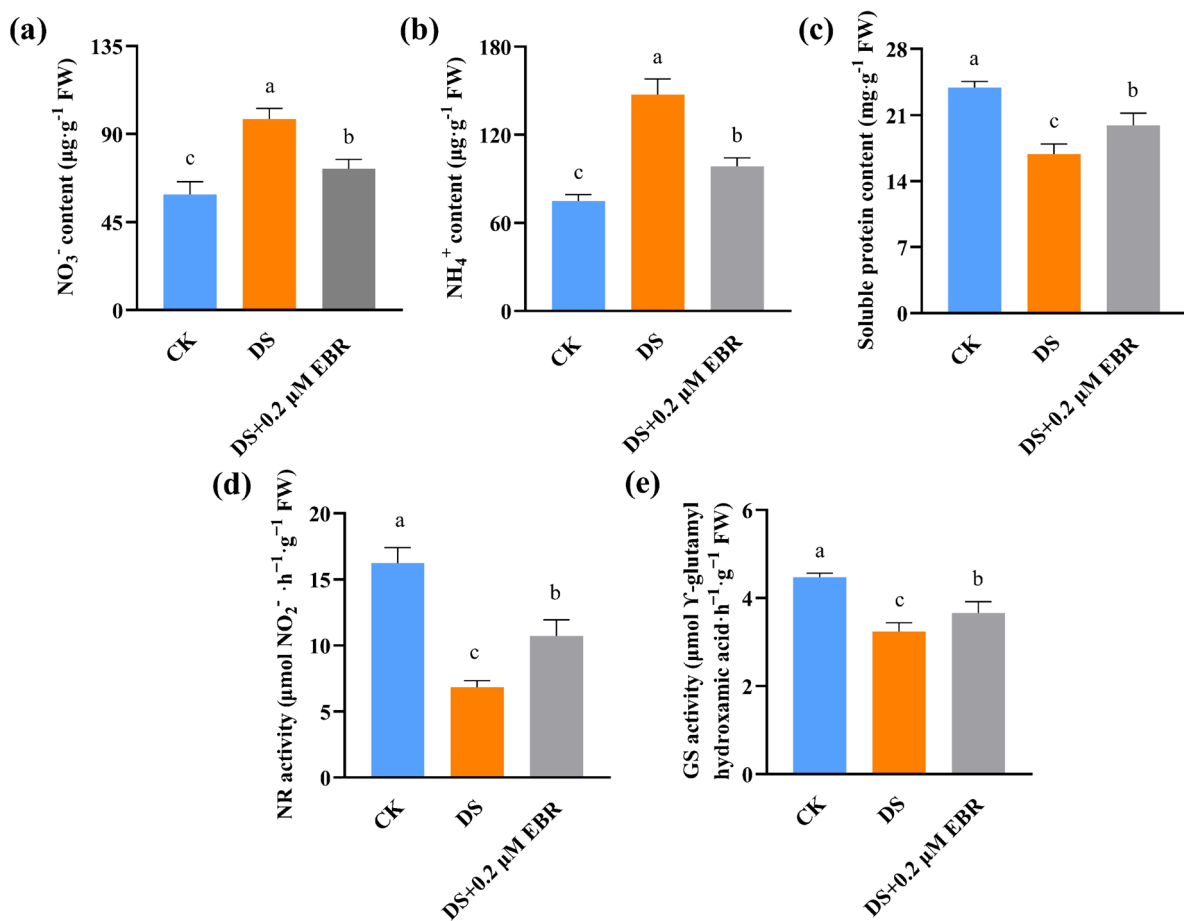 (a)
NO₃⁻ content (µg·g⁻¹ FW)
135
90
45
0
c
a
b
CK
DS
DS+0.2 µM EBR
(b)
NH₄⁺ content (µg·g⁻¹ FW)
180
120
60
0
c
a
b
CK
DS
DS+0.2 µM EBR
(c)
Soluble protein content (mg·g⁻¹ FW)
28
21
14
7
0
a
c
b
CK
DS
DS+0.2 µM EBR
(d)
NR activity (µmol NO₂⁻ ·h⁻¹·g⁻¹ FW)
20
15
10
5
0
a
c
b
CK
DS
DS+0.2 µM EBR
(e)
GS activity (µmol ϒ-glutamyl
hydroxamic acid·h⁻¹·g⁻¹ FW)
6
4
2
0
a
c
b
CK
DS
DS+0.2 µM EBR